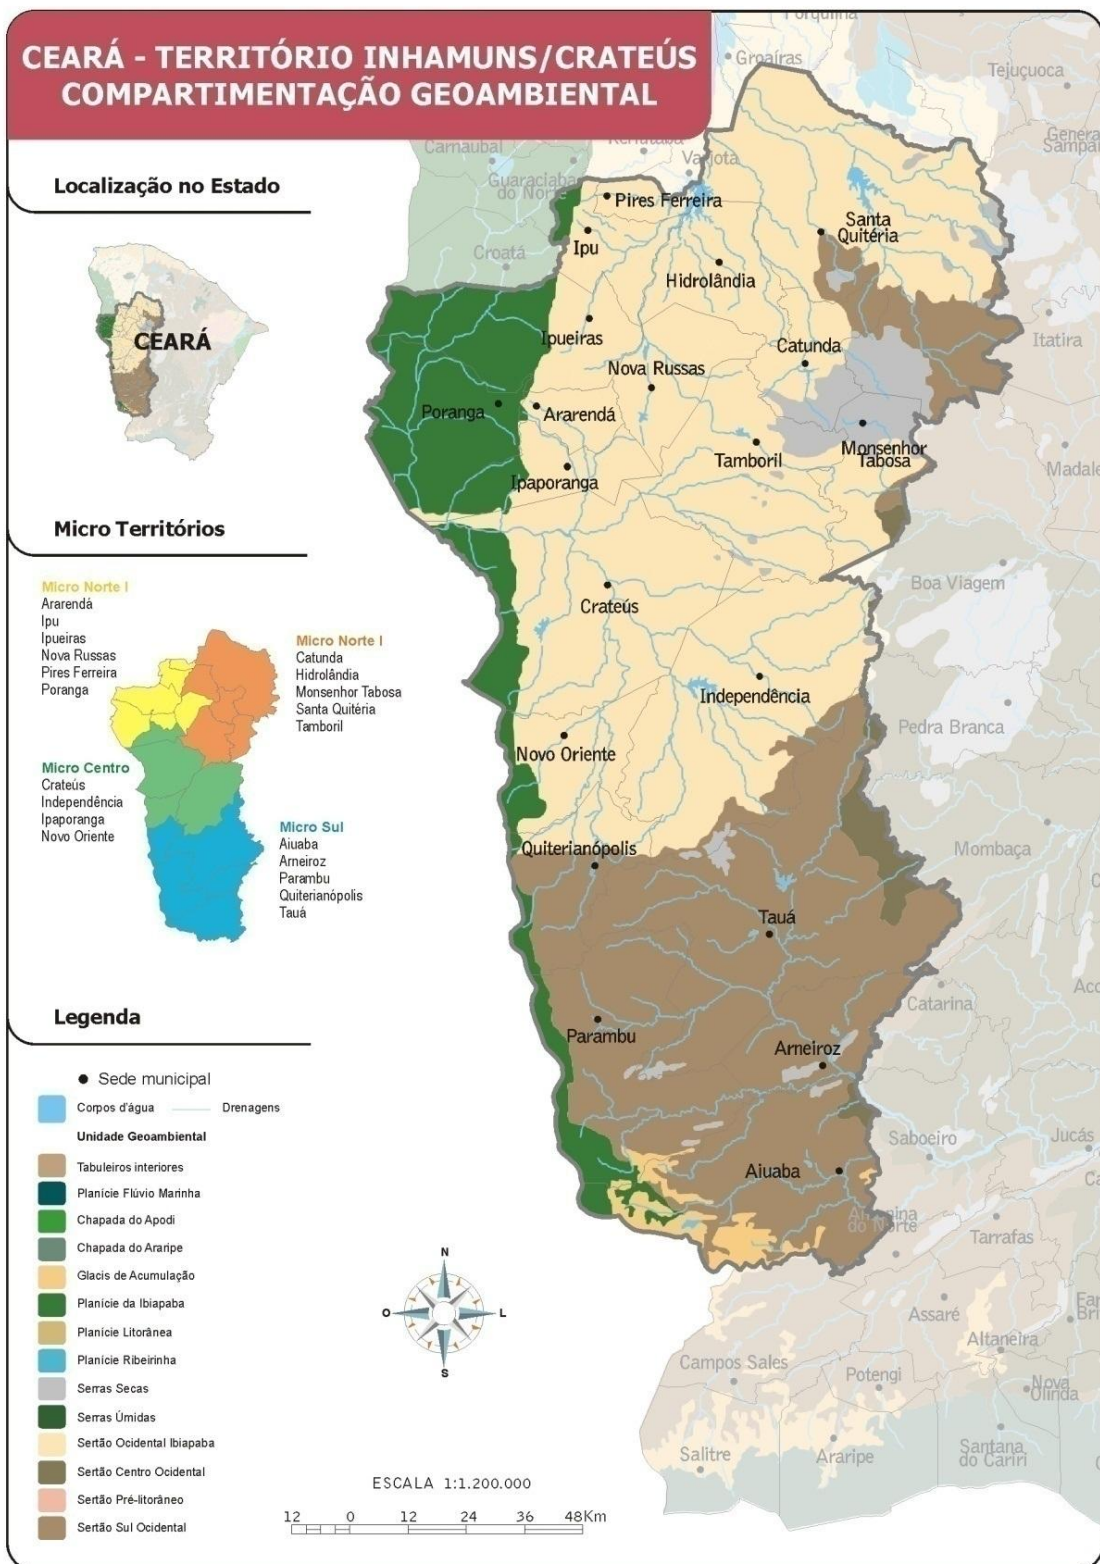 CEARÁ - TERRITÓRIO INHAMUNS/CRATEÚS
COMPARTIMENTAÇÃO GEOAMBIENTAL
Localização no Estado
CEARÁ
Micro Territórios
Micro Norte I
Ararendá
Ipu
Ipueiras
Nova Russas
Pires Ferreira
Poranga
Micro Norte I
Catunda
Hidrolândia
Monsenhor Tabosa
Santa Quitéria
Tamboril
Micro Centro
Crateús
Independência
Ipaporanga
Novo Oriente
Micro Sul
Aiuaba
Arneiroz
Parambu
Quiterianópolis
Tauá
Legenda
Sede municipal
Corpos d'água
Drenagens
Unidade Geoambiental
Tabuleiros interiores
Planície Flúvio Marinha
Chapada do Apodi
Chapada do Araripe
Glacis de Acumulação
Planície da Ibiapaba
Planície Litorânea
Planície Ribeirinha
Serras Secas
Serras Úmidas
Sertão Ocidental Ibiapaba
Sertão Centro Ocidental
Sertão Pré-litorâneo
Sertão Sul Ocidental
N
O
L
S
ESCALA 1:1.200.000
12 0 12 24 36 48Km
Groaíras
Tejuçuoca
General
Sampa
Carnaubal
Varjota
Guaraciaba
do Norte
Croatá
Pires Ferreira
Ipu
Santa
Quitéria
Hidrolândia
Itatira
Ipueiras
Catunda
Nova Russas
Poranga
Ararendá
Monsenhor
Tabosa
Tamboril
Ipaporanga
Madale
Boa Viagem
Crateús
Independência
Pedra Branca
Novo Oriente
Quiterianópolis
Mombaça
Tauá
Catarina
Aco
Parambu
Arneiroz
Saboeiro
Jucás
Aiuaba
do Norte
Tarrafas
Assaré
Altaneira
Campos Sales
Potengi
Nova
Olinda
Salitre
Araripe
Santana
do Cariri